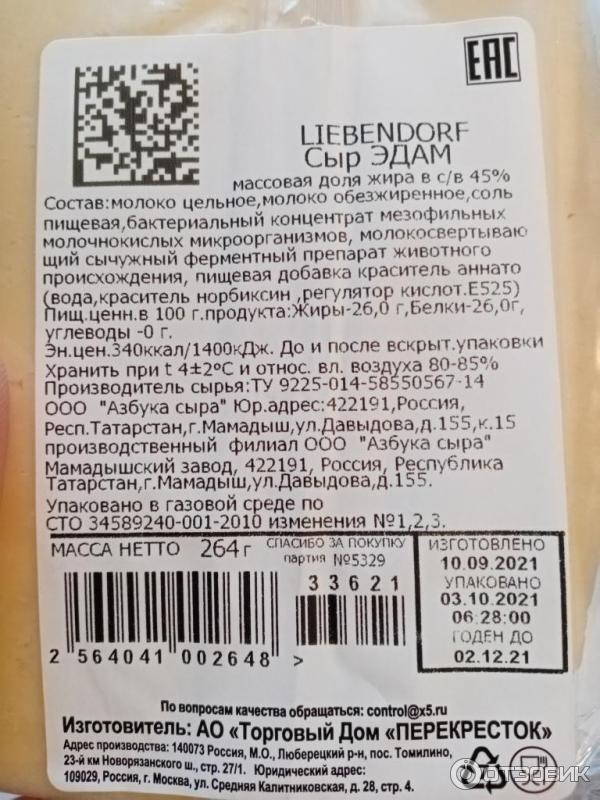 EAC
LIEBENDORF
Сыр ЭДАМ
массовая доля жира в с/в 45%
Состав:молоко цельное,молоко обезжиренное,соль
пищевая,бактериальный концентрат мезофильных
молочнокислых микроорганизмов, молокосвертываю
щий сычужный ферментный препарат животного
происхождения, пищевая добавка краситель аннато
(вода,краситель норбиксин ,регулятор кислот.Е525)
Пищ.ценн.в 100 г.продукта:Жиры-26,0 г,Белки-26,0г,
углеводы -0 г.
Эн.цен.340ккал/1400кДж. До и после вскрыт.упаковки
Хранить при t 4±2°С и относ. вл. воздуха 80-85%
Производитель сырья:ТУ 9225-014-58550567-14
ООО "Азбука сыра" Юр.адрес:422191,Россия,
Респ.Татарстан,г.Мамадыш,ул.Давыдова,д.155,к.15
производственный филиал ООО "Азбука сыра"
Мамадышский завод, 422191, Россия, Республика
Татарстан,г.Мамадыш,ул.Давыдова,д.155.
Упаковано в газовой среде по
СТО 34589240-001-2010 изменения №1,2,3.
МАССА НЕТТО 264 г
СПАСИБО ЗА ПОКУПКУ
партия №5329
33621
2 564041 002648 >
ИЗГОТОВЛЕНО
10.09.2021
УПАКОВАНО
03.10.2021
06:28:00
ГОДЕН ДО
02.12.21
По вопросам качества обращаться: control@x5.ru
Изготовитель: АО «Торговый Дом «ПЕРЕКРЕСТОК»
Адрес производства: 140073 Россия, М.О., Люберецкий р-н, пос. Томилино,
23-й км Новорязанского ш., стр. 27/1. Юридический адрес:
109029, Россия, г. Москва, ул. Средняя Калитниковская, д. 28, стр. 4.
ОТЗОВИК